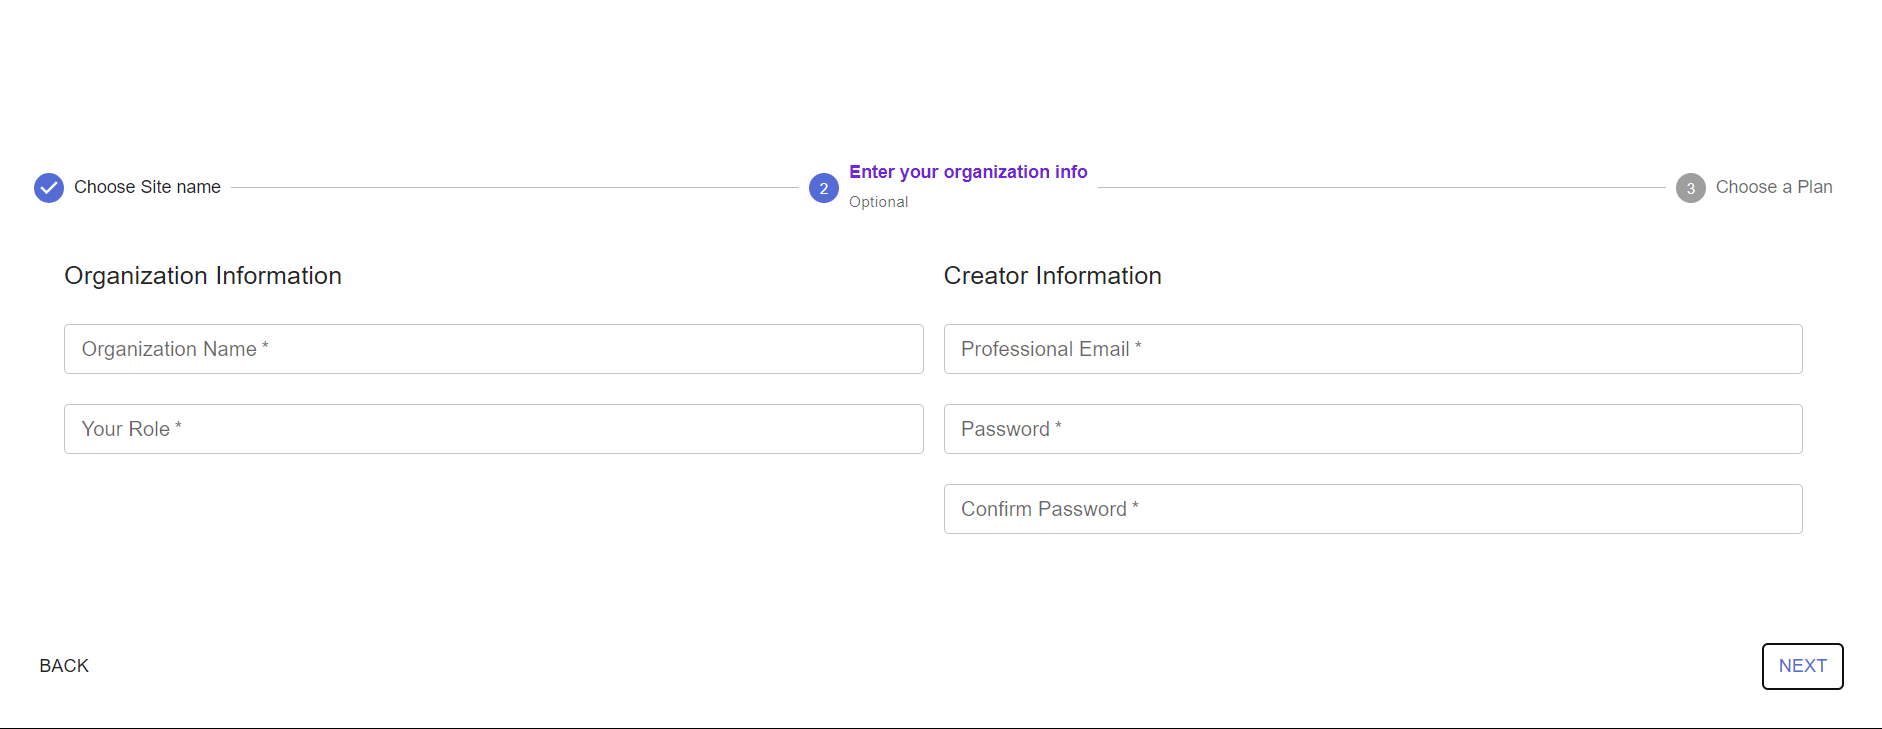 Choose Site name
2
Enter your organization info
Optional
3
Choose a Plan
Organization Information
Organization Name *
Your Role *
Creator Information
Professional Email *
Password *
Confirm Password *
BACK
NEXT